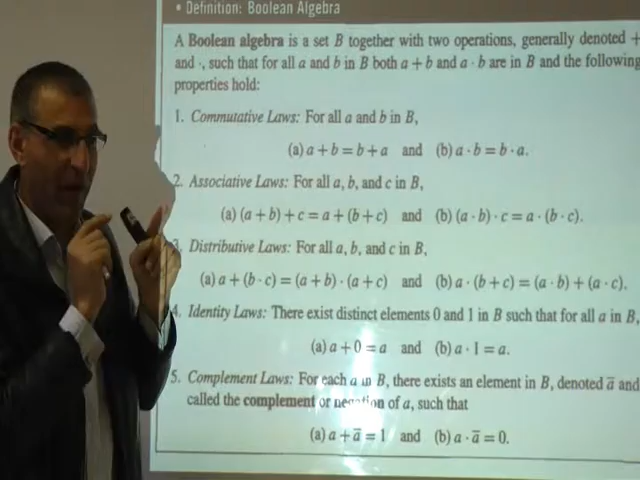 • Definition: Boolean Algebra
A Boolean algebra is a set B together with two operations, generally denoted +
and ·, such that for all a and b in B both a + b and a · b are in B and the following
properties hold:
1. Commutative Laws: For all a and b in B,
(a) a + b = b + a and (b) a · b = b · a.
2. Associative Laws: For all a, b, and c in B,
(a) (a + b) + c = a + (b + c) and (b) (a · b) · c = a · (b · c).
3. Distributive Laws: For all a, b, and c in B,
(a) a + (b · c) = (a + b) · (a + c) and (b) a · (b + c) = (a · b) + (a · c).
4. Identity Laws: There exist distinct elements 0 and 1 in B such that for all a in B,
(a) a + 0 = a and (b) a · 1 = a.
5. Complement Laws: For each a in B, there exists an element in B, denoted a̅ and
called the complement or negation of a, such that
(a) a + a̅ = 1 and (b) a · a̅ = 0.